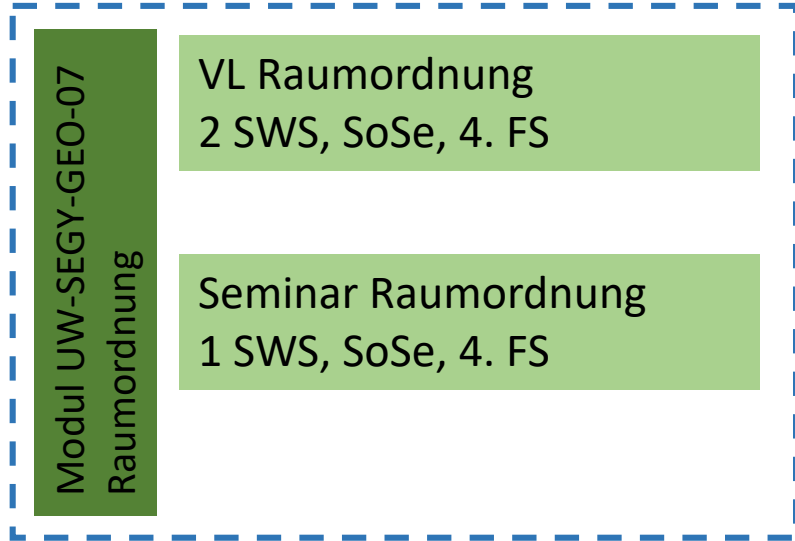 Modul UW-SEGY-GEO-07
Raumordnung
VL Raumordnung
2 SWS, SoSe, 4. FS
Seminar Raumordnung
1 SWS, SoSe, 4. FS